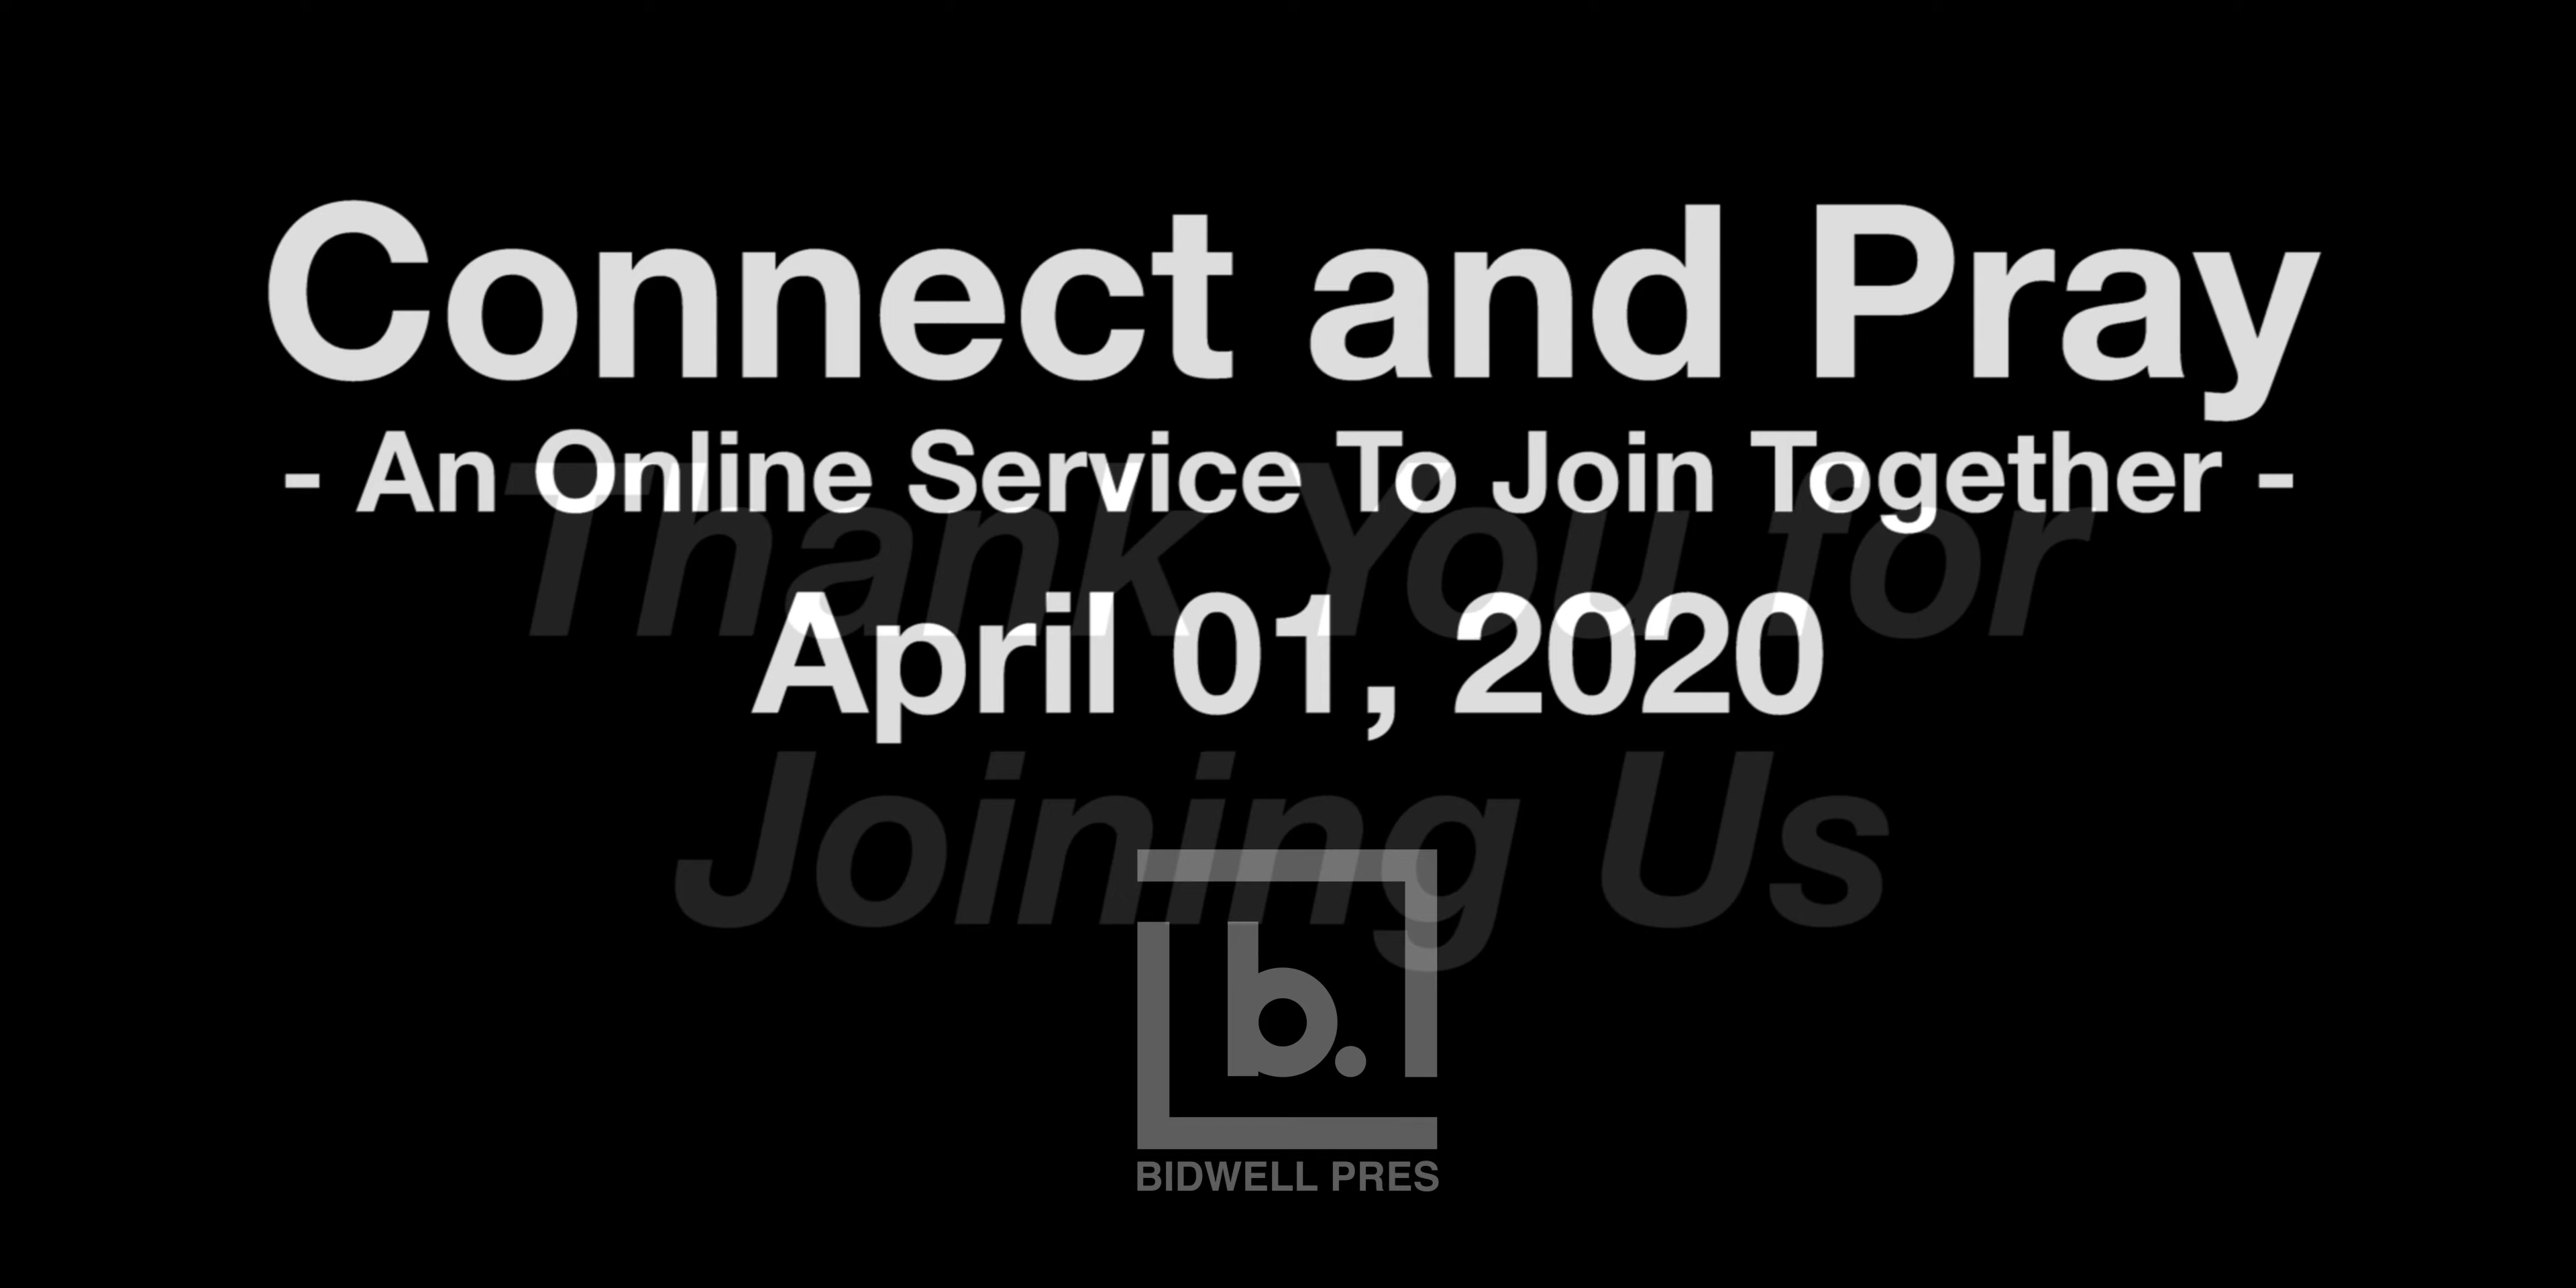 Connect and Pray
- An Online Service To Join Together -
Thank You for
April 01, 2020
Joining Us
b.
BIDWELL PRES